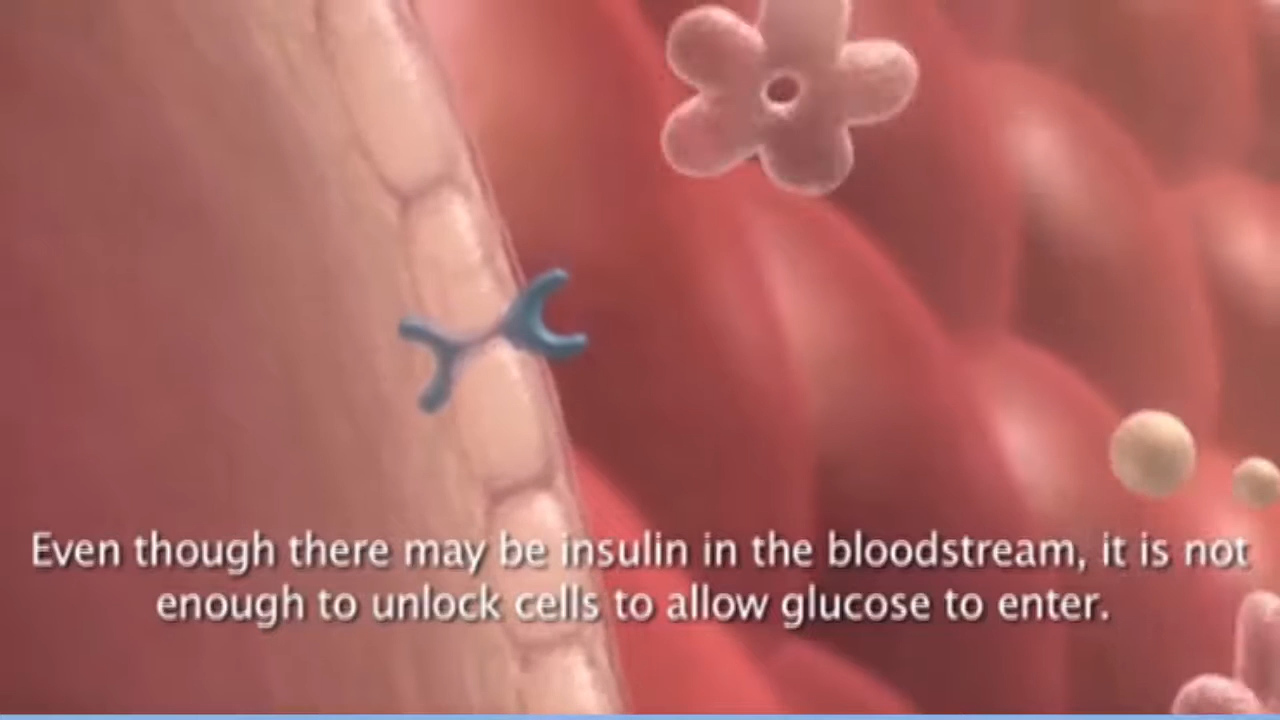 Even though there may be insulin in the bloodstream, it is not
enough to unlock cells to allow glucose to enter.